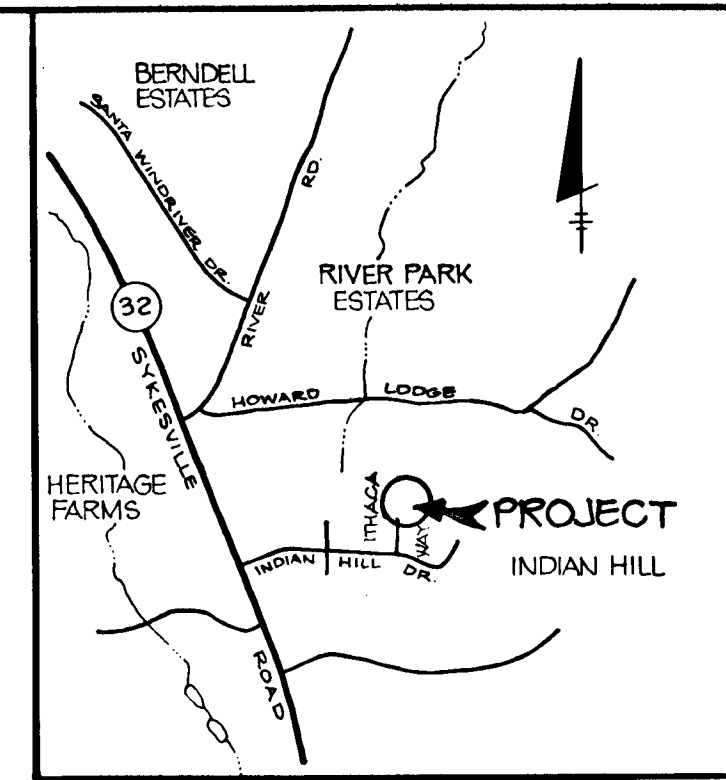 BERNDELL
ESTATES
SANTA WINDRIVER DR.
RIVER RD.
RIVER PARK
ESTATES
32
SYKESVILLE ROAD
HOWARD LODGE DR.
HERITAGE
FARMS
ITHACA WAY
PROJECT
INDIAN HILL DR.
INDIAN HILL